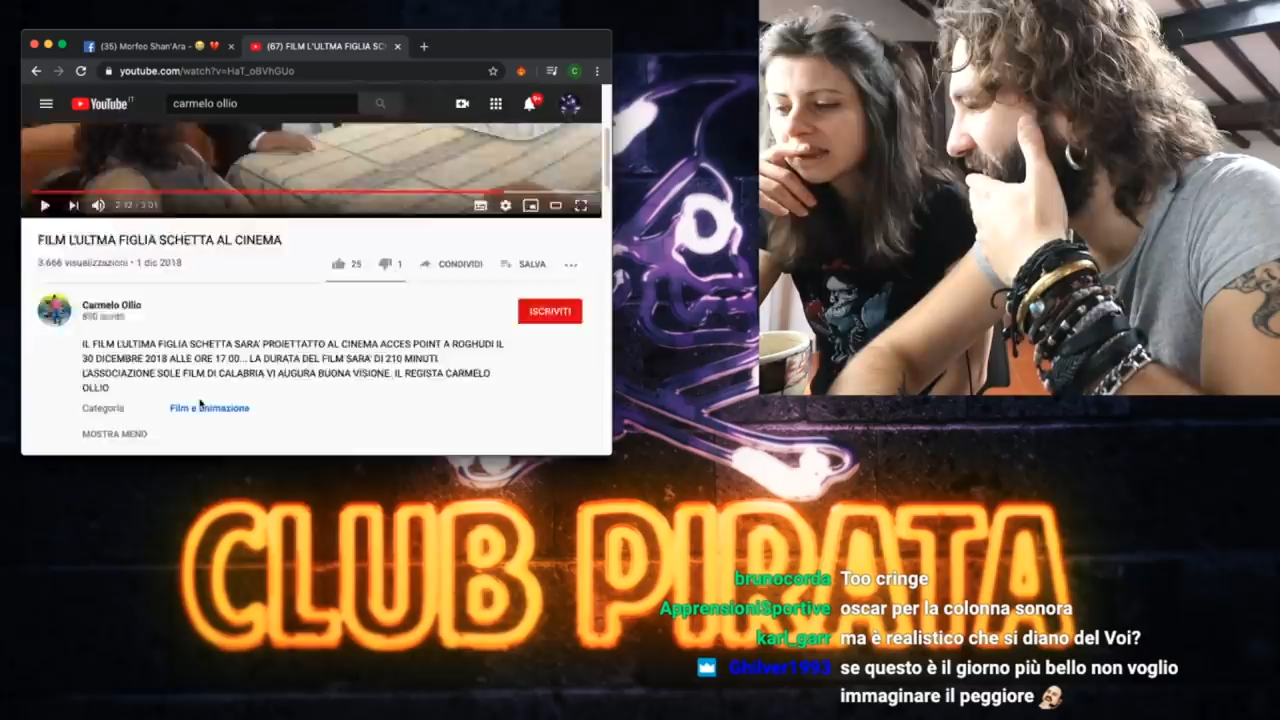 (35) Morfeo Shan'Ara -
(67) FILM L'ULTMA FIGLIA SC
youtube.com/watch?v=HaT_oBVhGUo
C
YouTube IT
carmelo ollio
9+
2:12 / 3:01
FILM L'ULTMA FIGLIA SCHETTA AL CINEMA
3.666 visualizzazioni • 1 dic 2018
25 1 CONDIVIDI SALVA
Carmelo Ollio
iscritti
ISCRIVITI
IL FILM L'ULTIMA FIGLIA SCHETTA SARA' PROIETTATTO AL CINEMA ACCES POINT A ROGHUDI IL
30 DICEMBRE 2018 ALLE ORE 17 00... LA DURATA DEL FILM SARA' DI 210 MINUTI.
L'ASSOCIAZIONE SOLE FILM DI CALABRIA VI AUGURA BUONA VISIONE. IL REGISTA CARMELO
OLLIO
Categoria Film e animazione
MOSTRA MENO
CLUB PIRATA
brunocorda Too cringe
ApprensioniSportive oscar per la colonna sonora
karl_garr ma è realistico che si diano del Voi?
Ghilver1993 se questo è il giorno più bello non voglio
immaginare il peggiore